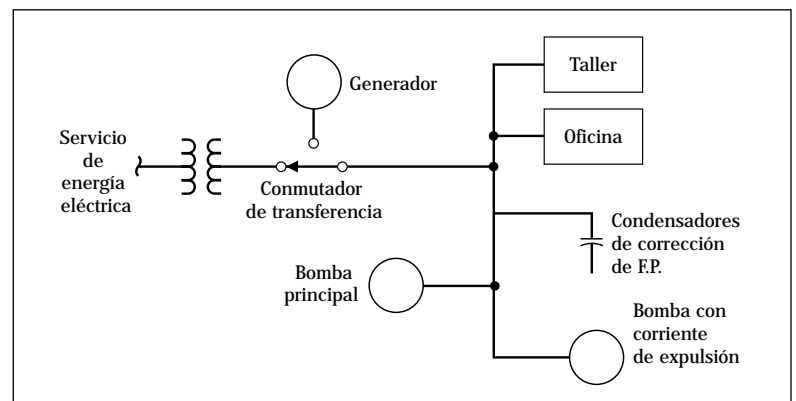 Generador
Taller
Oficina
Servicio
de
energía
eléctrica
Conmutador
de transferencia
Condensadores
de corrección
de F.P.
Bomba
principal
Bomba con
corriente
de expulsión